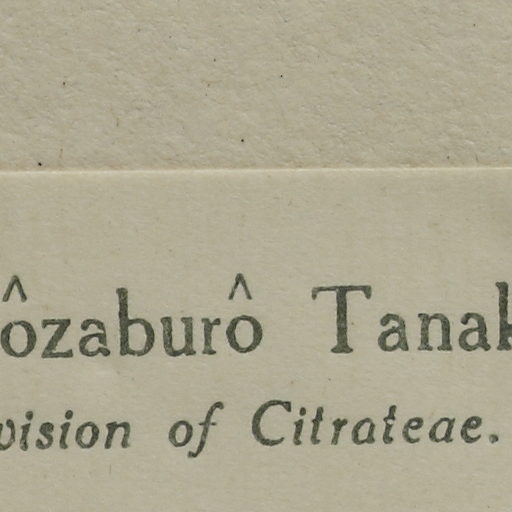 ôzaburô Tanak
vision of Citrateae.